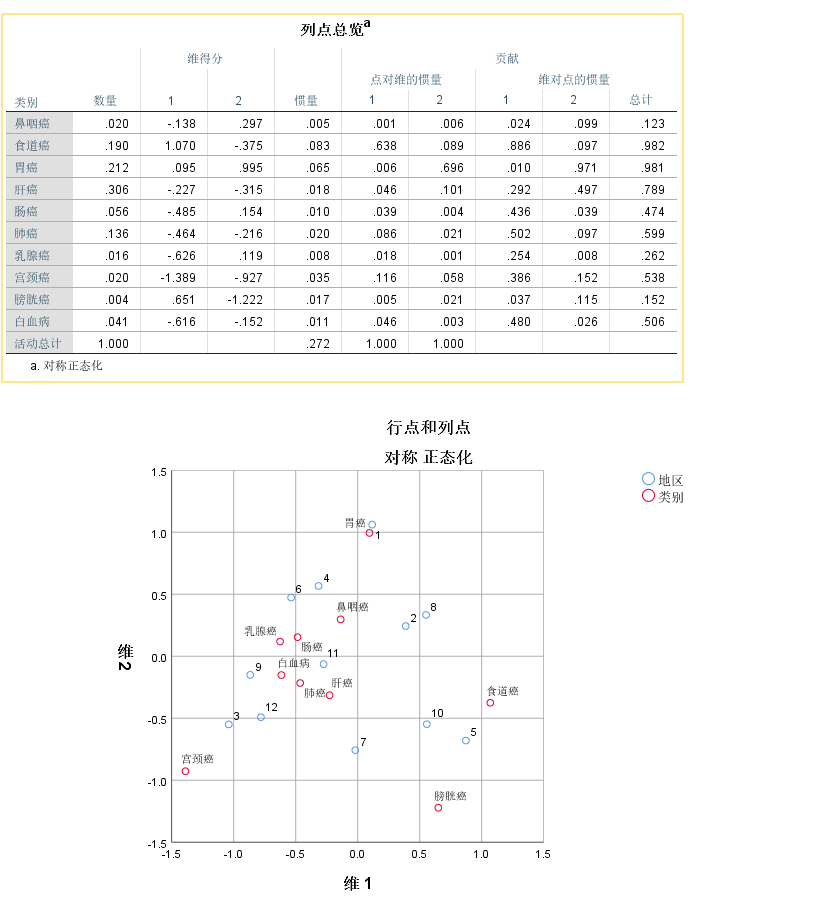 列点总览a
维得分 贡献
点对维的惯量 维对点的惯量
类别 数量 1 2 惯量 1 2 1 2 总计
鼻咽癌 .020 -.138 .297 .005 .001 .006 .024 .099 .123
食道癌 .190 1.070 -.375 .083 .638 .089 .886 .097 .982
胃癌 .212 .095 .995 .065 .006 .696 .010 .971 .981
肝癌 .306 -.227 -.315 .018 .046 .101 .292 .497 .789
肠癌 .056 -.485 .154 .010 .039 .004 .436 .039 .474
肺癌 .136 -.464 -.216 .020 .086 .021 .502 .097 .599
乳腺癌 .016 -.626 .119 .008 .018 .001 .254 .008 .262
宫颈癌 .020 -1.389 -.927 .035 .116 .058 .386 .152 .538
膀胱癌 .004 .651 -1.222 .017 .005 .021 .037 .115 .152
白血病 .041 -.616 -.152 .011 .046 .003 .480 .026 .506
活动总计 1.000 .272 1.000 1.000
a. 对称正态化
行点和列点
对称 正态化
地区
类别
1.5
胃癌
1
1.0
4
6
0.5
鼻咽癌
8
2
乳腺癌
肠癌
11
0.0
白血病
9
肝癌
肺癌
食道癌
12
3
10
-0.5
5
7
宫颈癌
-1.0
膀胱癌
-1.5
维 2
-1.5 -1.0 -0.5 0.0 0.5 1.0 1.5
维 1